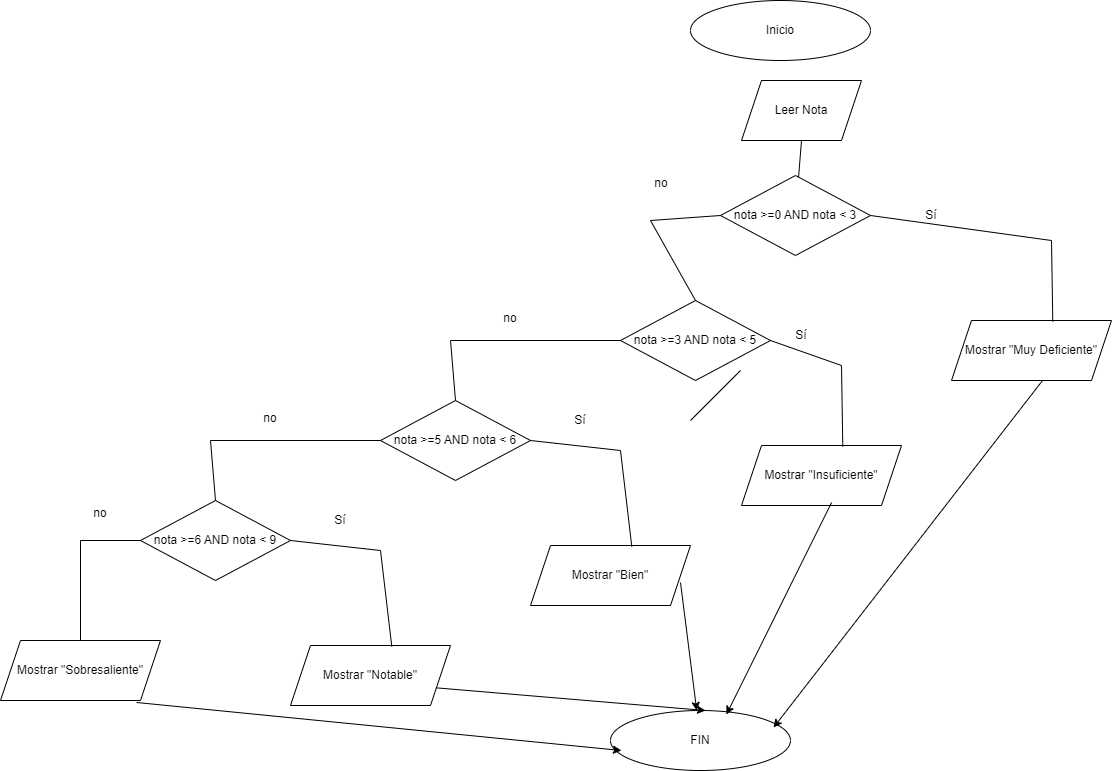 Inicio
Leer Nota
no
nota >=0 AND nota < 3
Sí
no
nota >=3 AND nota < 5
Sí
Mostrar "Muy Deficiente"
no
nota >=5 AND nota < 6
Sí
Mostrar "Insuficiente"
no
nota >=6 AND nota < 9
Sí
Mostrar "Bien"
Mostrar "Sobresaliente"
Mostrar "Notable"
FIN